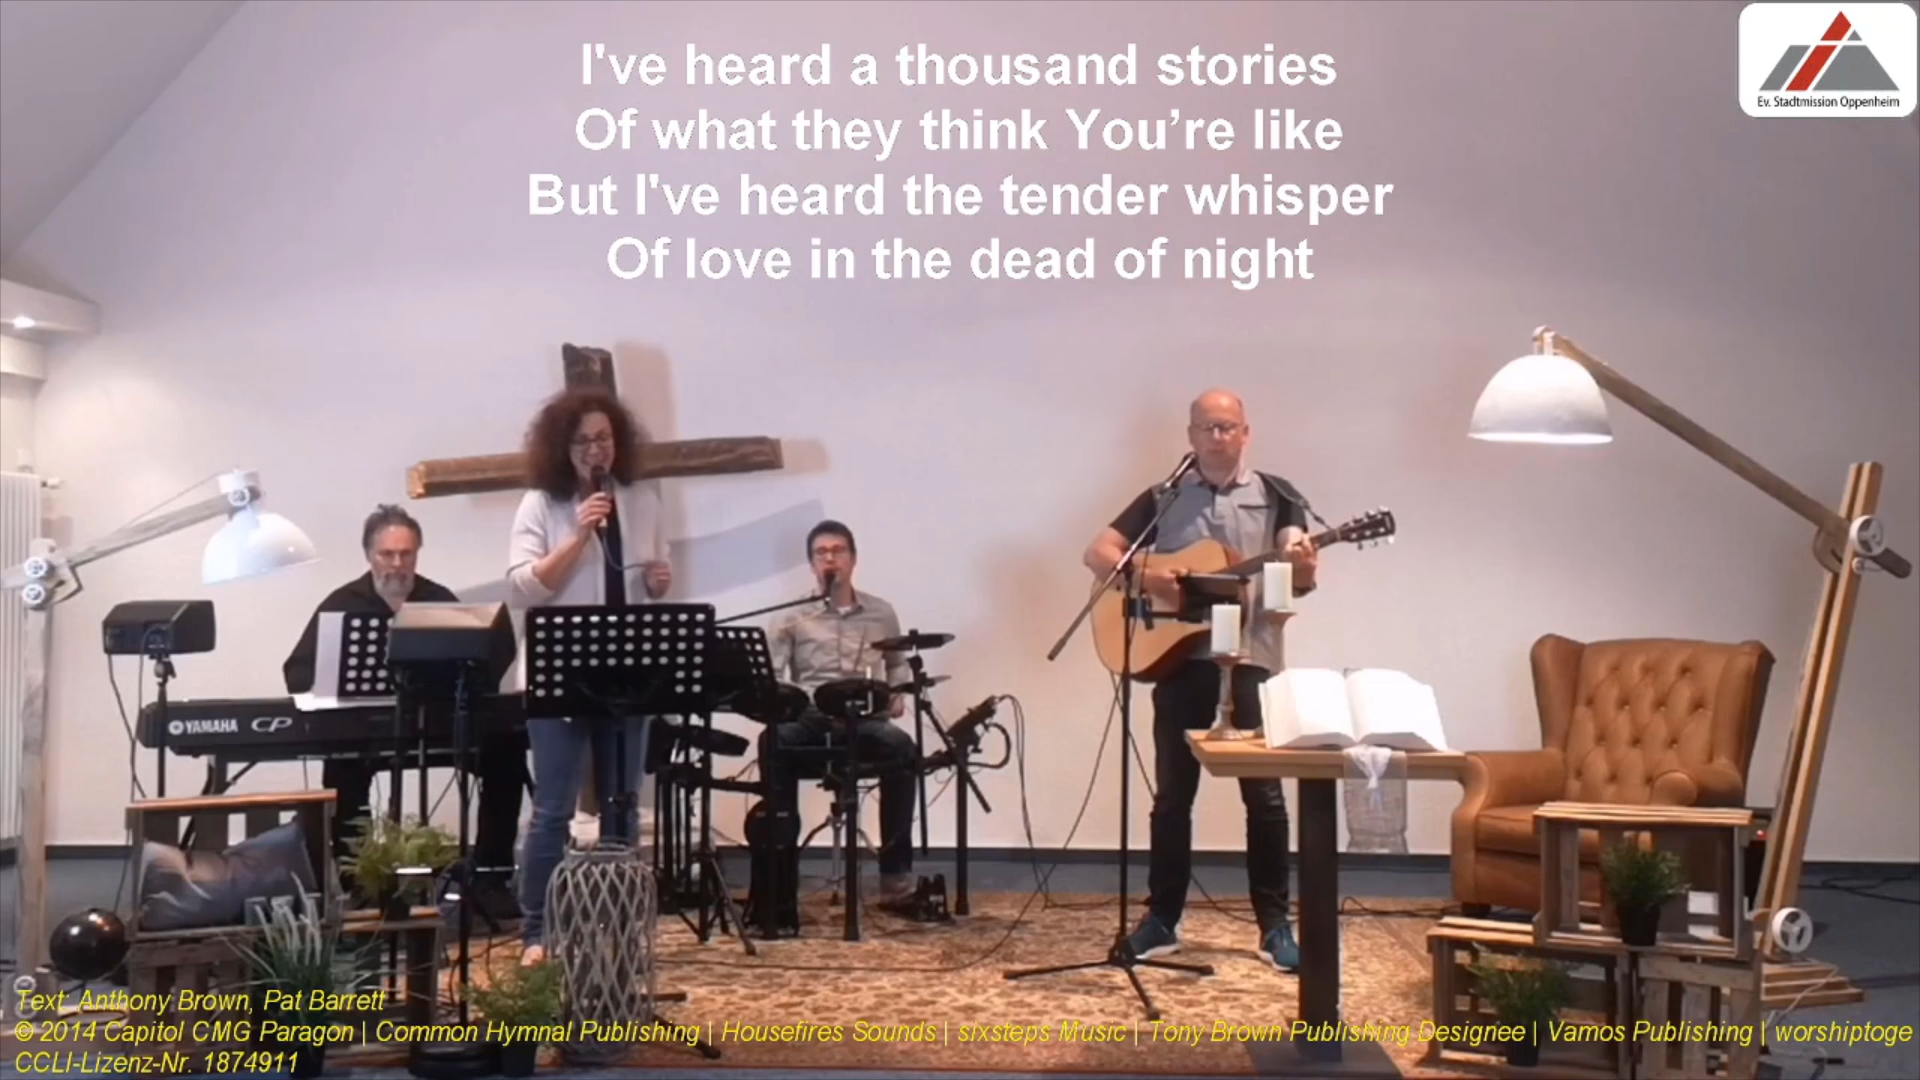 I've heard a thousand stories
Of what they think You’re like
But I've heard the tender whisper
Of love in the dead of night
Ev. Stadtmission Oppenheim
YAMAHA CP
Text: Anthony Brown, Pat Barrett
© 2014 Capitol CMG Paragon | Common Hymnal Publishing | Housefires Sounds | sixsteps Music | Tony Brown Publishing Designee | Vamos Publishing | worshiptoge
CCLI-Lizenz-Nr. 1874911